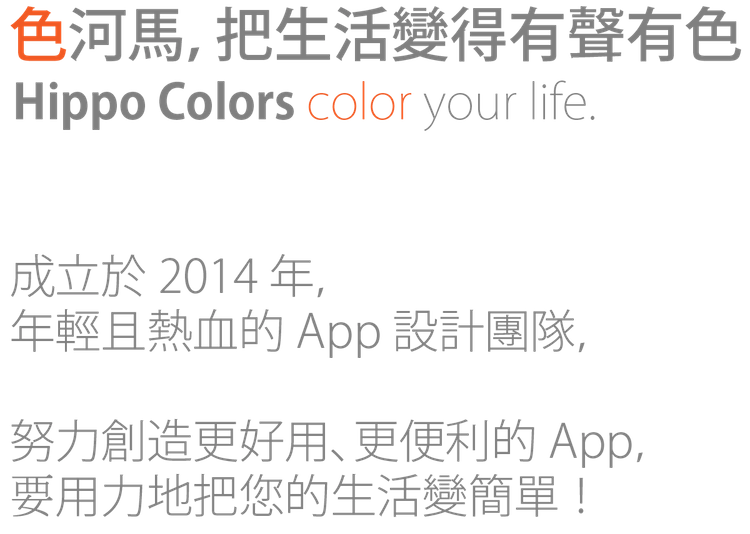 色河馬, 把生活變得有聲有色
Hippo Colors color your life.
成立於 2014 年,
年輕且熱血的 App 設計團隊,
努力創造更好用、更便利的 App,
要用力地把您的生活變簡單！